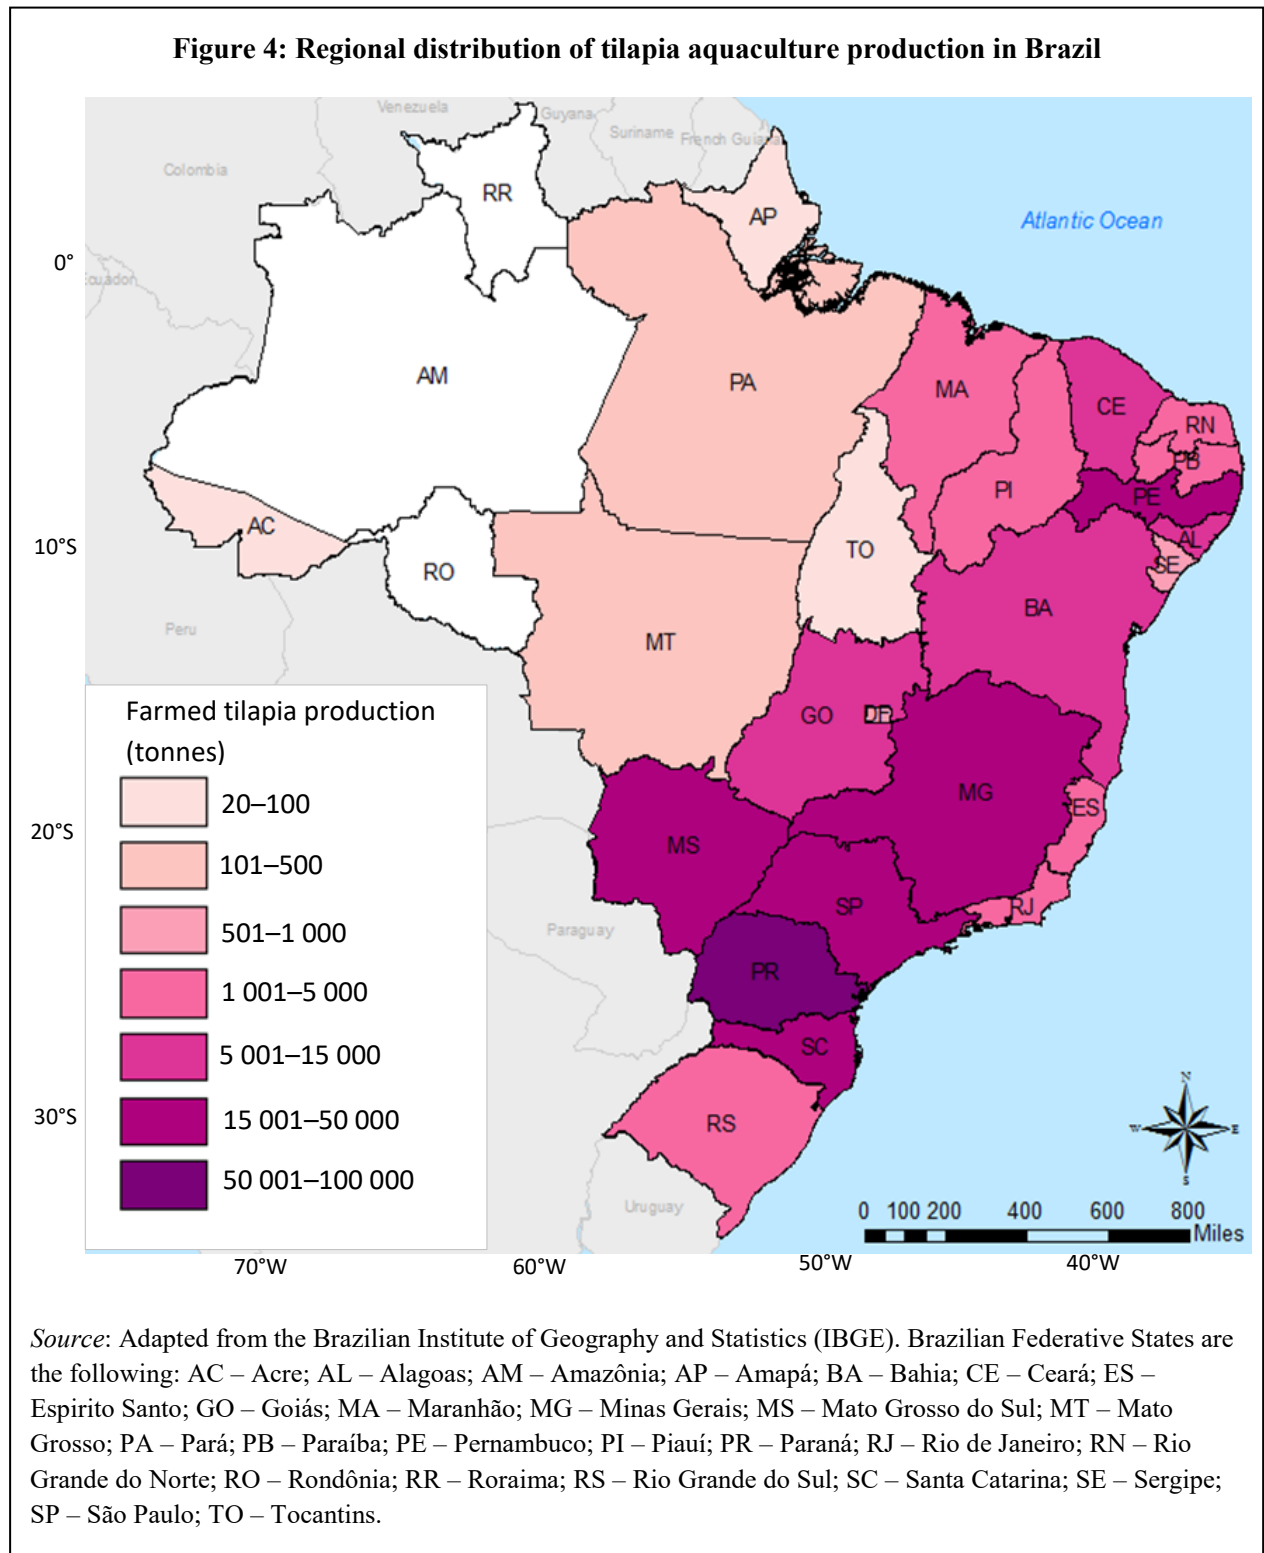 Figure 4: Regional distribution of tilapia aquaculture production in Brazil
Venezuela
Guyana
Suriname
French Guiana
Colombia
RR
AP
Atlantic Ocean
0°
Ecuador
AM
PA
MA
CE
RN
PB
PI
PE
AC
10°S
TO
AL
SE
RO
BA
Peru
MT
Farmed tilapia production
(tonnes)
GO
DF
20–100
MG
ES
20°S
MS
101–500
SP
RJ
501–1 000
Paraguay
PR
1 001–5 000
SC
5 001–15 000
30°S
RS
15 001–50 000
N
W
E
S
50 001–100 000
Uruguay
0 100 200 400 600 800
Miles
70°W
60°W
50°W
40°W
Source: Adapted from the Brazilian Institute of Geography and Statistics (IBGE). Brazilian Federative States are
the following: AC – Acre; AL – Alagoas; AM – Amazônia; AP – Amapá; BA – Bahia; CE – Ceará; ES –
Espirito Santo; GO – Goiás; MA – Maranhão; MG – Minas Gerais; MS – Mato Grosso do Sul; MT – Mato
Grosso; PA – Pará; PB – Paraíba; PE – Pernambuco; PI – Piauí; PR – Paraná; RJ – Rio de Janeiro; RN – Rio
Grande do Norte; RO – Rondônia; RR – Roraima; RS – Rio Grande do Sul; SC – Santa Catarina; SE – Sergipe;
SP – São Paulo; TO – Tocantins.